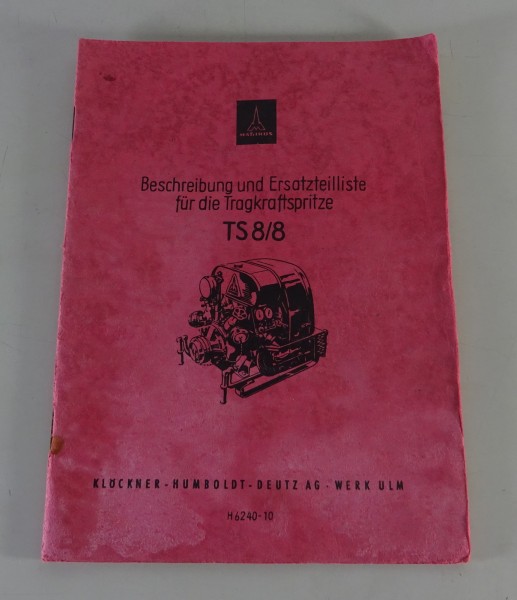 MAGIRUS
Beschreibung und Ersatzteilliste
für die Tragkraftspritze
TS 8/8
KLÖCKNER-HUMBOLDT-DEUTZ AG · WERK ULM
H 6240-10